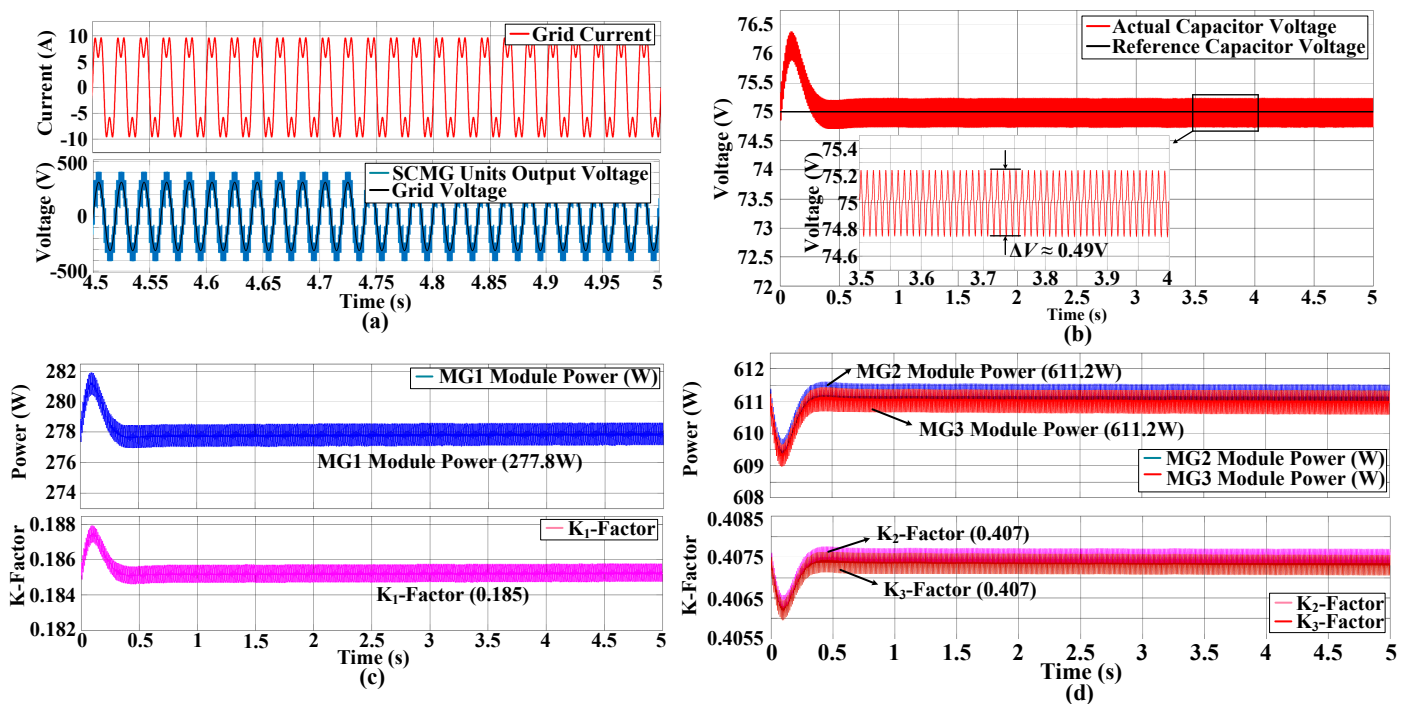 Grid Current
Current (A)
10
5
0
-5
-10
SCMG Units Output Voltage
Grid Voltage
Voltage (V)
500
0
-500
4.5 4.55 4.6 4.65 4.7 4.75 4.8 4.85 4.9 4.95 5
Time (s)
(a)
Actual Capacitor Voltage
Reference Capacitor Voltage
Voltage (V)
76.5
76
75.5
75
74.5
74
73.5
73
72.5
72
Voltage (V)
75.4
75.2
75
74.8
74.6
ΔV ≈ 0.49V
3.5 3.6 3.7 3.8 3.9 4
0 0.5 1 1.5 2 2.5 3 3.5 4 4.5 5
Time (s)
(b)
MG1 Module Power (W)
Power (W)
282
280
278
276
274
MG1 Module Power (277.8W)
K1-Factor
K-Factor
0.188
0.186
0.184
0.182
K1-Factor (0.185)
0 0.5 1 1.5 2 2.5 3 3.5 4 4.5 5
Time (s)
(c)
Power (W)
612
611
610
609
608
MG2 Module Power (611.2W)
MG3 Module Power (611.2W)
MG2 Module Power (W)
MG3 Module Power (W)
K-Factor
0.4085
0.4075
0.4065
0.4055
K2-Factor (0.407)
K3-Factor (0.407)
K2-Factor
K3-Factor
0 0.5 1 1.5 2 2.5 3 3.5 4 4.5 5
Time (s)
(d)